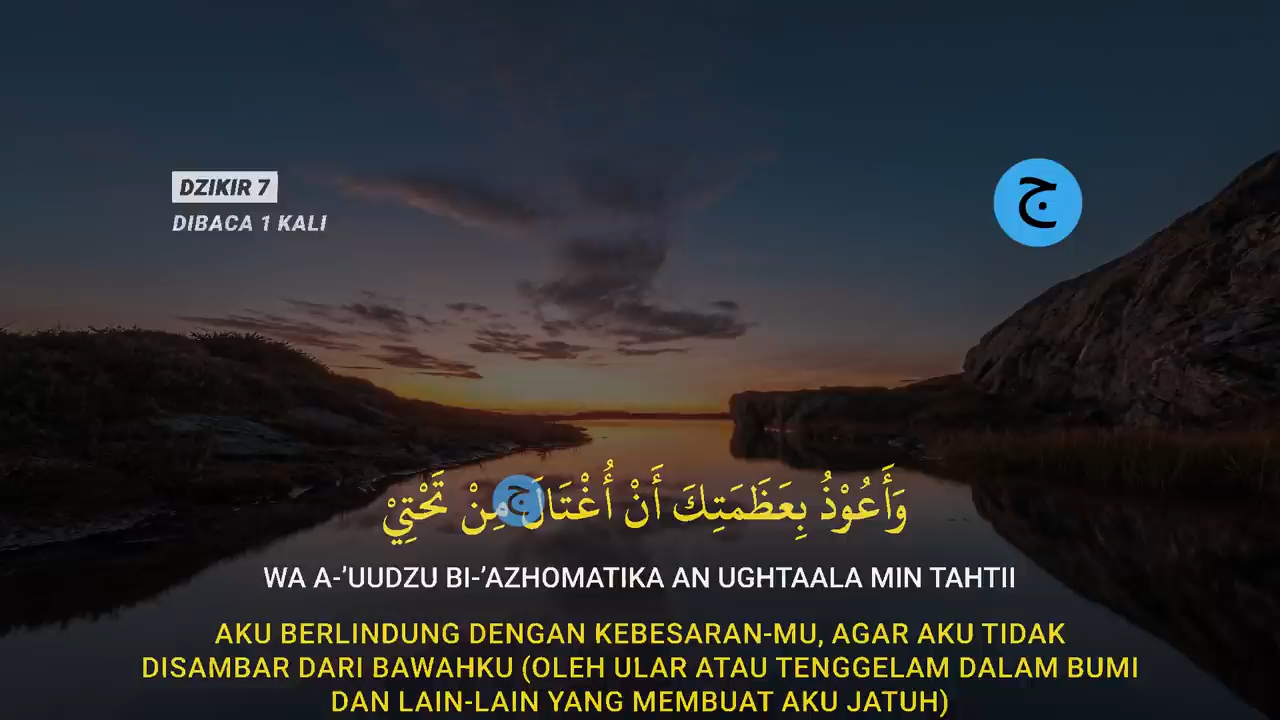 DZIKIR 7
DIBACA 1 KALI
ج
وَأَعُوْذُ بِعَظَمَتِكَ أَنْ أُغْتَالَ مِنْ تَحْتِيْ
ج
WA A-’UUDZU BI-’AZHOMATIKA AN UGHTAALA MIN TAHTII
AKU BERLINDUNG DENGAN KEBESARAN-MU, AGAR AKU TIDAK
DISAMBAR DARI BAWAHKU (OLEH ULAR ATAU TENGGELAM DALAM BUMI
DAN LAIN-LAIN YANG MEMBUAT AKU JATUH)